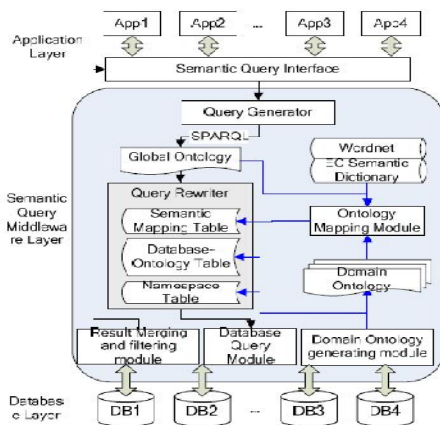 App1 App2 ... App3 App4
Application
Layer
Semantic Query Interface
Query Generator
SPARQL
Global Ontology
Wordnet
EC Semantic
Dictionary
Query Rewriter
Semantic
Mapping Table
Ontology
Mapping Module
Semantic
Query
Middlewa
re Layer
Database-
Ontology Table
Domain
Ontology
Namespace
Table
Result Merging
and filtering
module
Database
Query
Module
Domain Ontology
generating module
Databas
e Layer
DB1 DB2 ... DB3 DB4